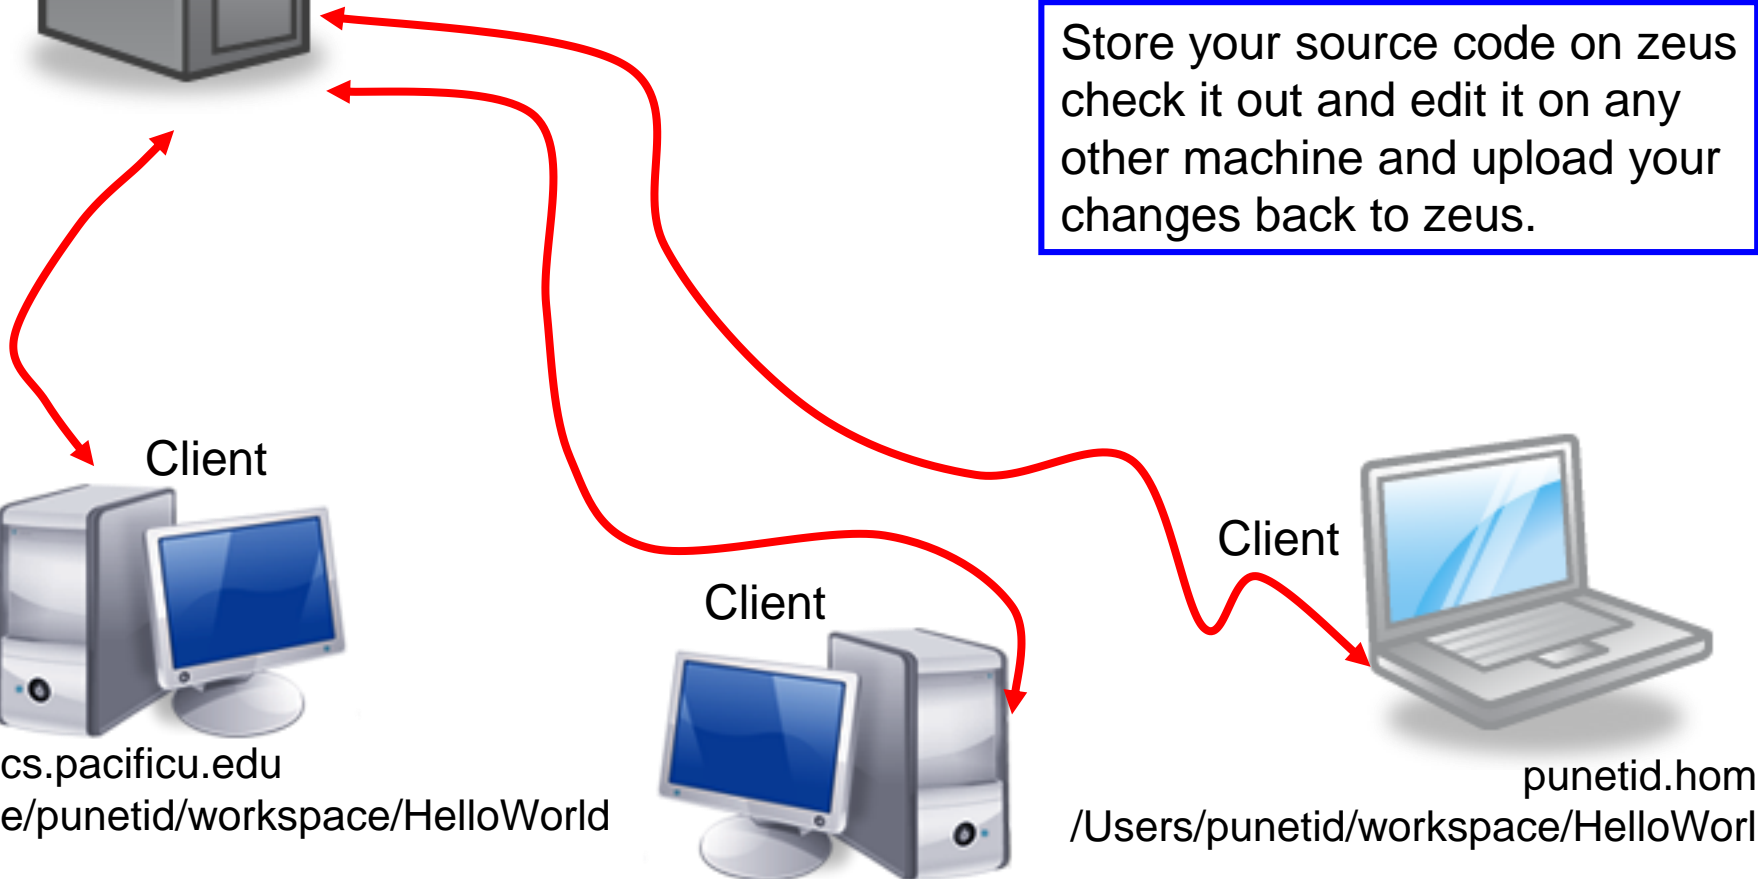 Store your source code on zeus
check it out and edit it on any
other machine and upload your
changes back to zeus.
Client
Client
Client
cs.pacificu.edu
e/punetid/workspace/HelloWorld
punetid.hom
/Users/punetid/workspace/HelloWorl